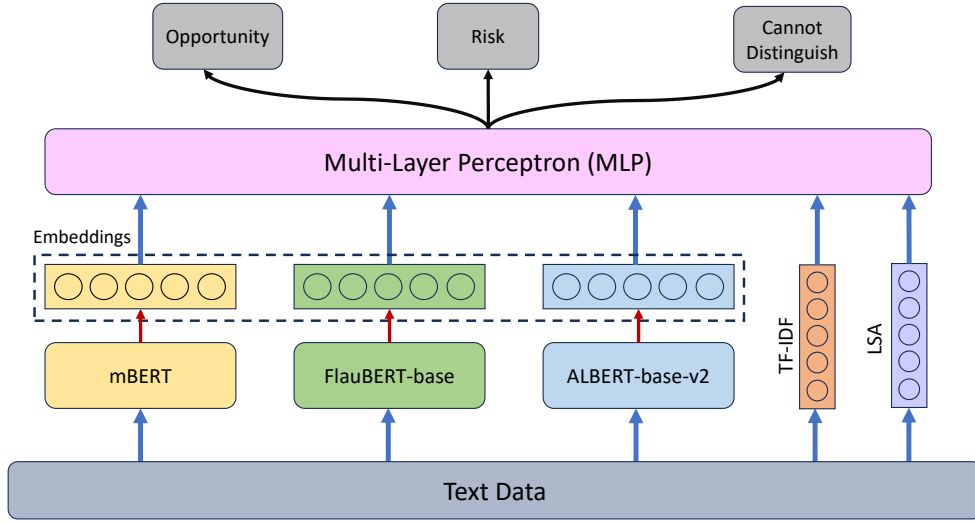 Opportunity
Risk
Cannot
Distinguish
Multi-Layer Perceptron (MLP)
Embeddings
mBERT
FlauBERT-base
ALBERT-base-v2
TF-IDF
LSA
Text Data